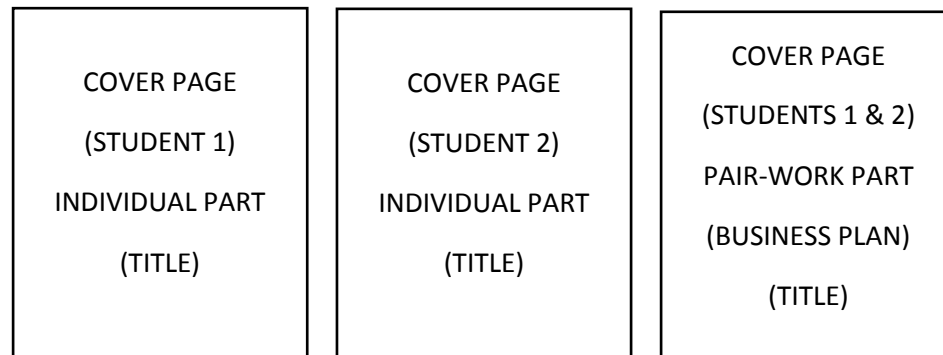 COVER PAGE
(STUDENT 1)
INDIVIDUAL PART
(TITLE)
COVER PAGE
(STUDENT 2)
INDIVIDUAL PART
(TITLE)
COVER PAGE
(STUDENTS 1 & 2)
PAIR-WORK PART
(BUSINESS PLAN)
(TITLE)